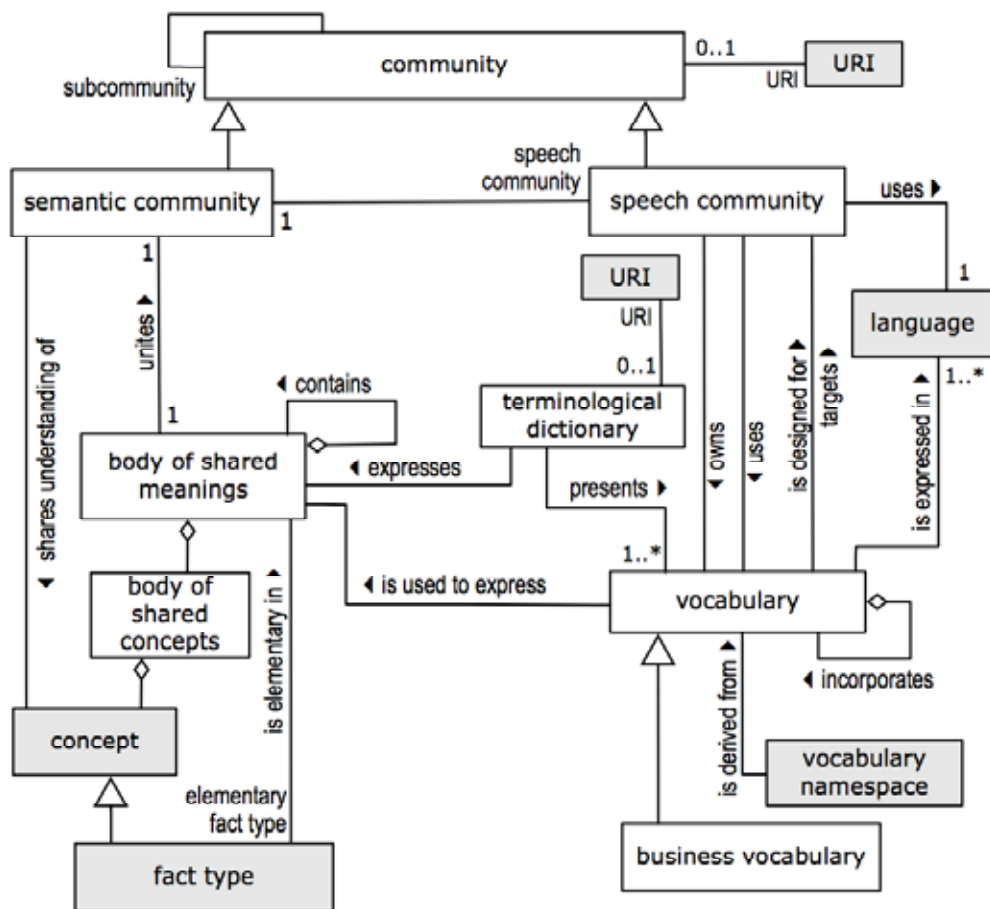 community
0..1
URI
URI
subcommunity
speech
community
semantic community
1
speech community
uses ▶
1
unites ▶
1
◀ shares understanding of
URI
URI
0..1
1
language
1..*
◀ contains
terminological
dictionary
body of shared
meanings
◀ expresses
presents ▶
1..*
◀ owns
◀ uses
is designed for ▶
targets ▶
is expressed in ▶
◀ is used to express
vocabulary
body of
shared
concepts
is elementary in ▶
◀ incorporates
is derived from ▶
concept
vocabulary
namespace
elementary
fact type
fact type
business vocabulary